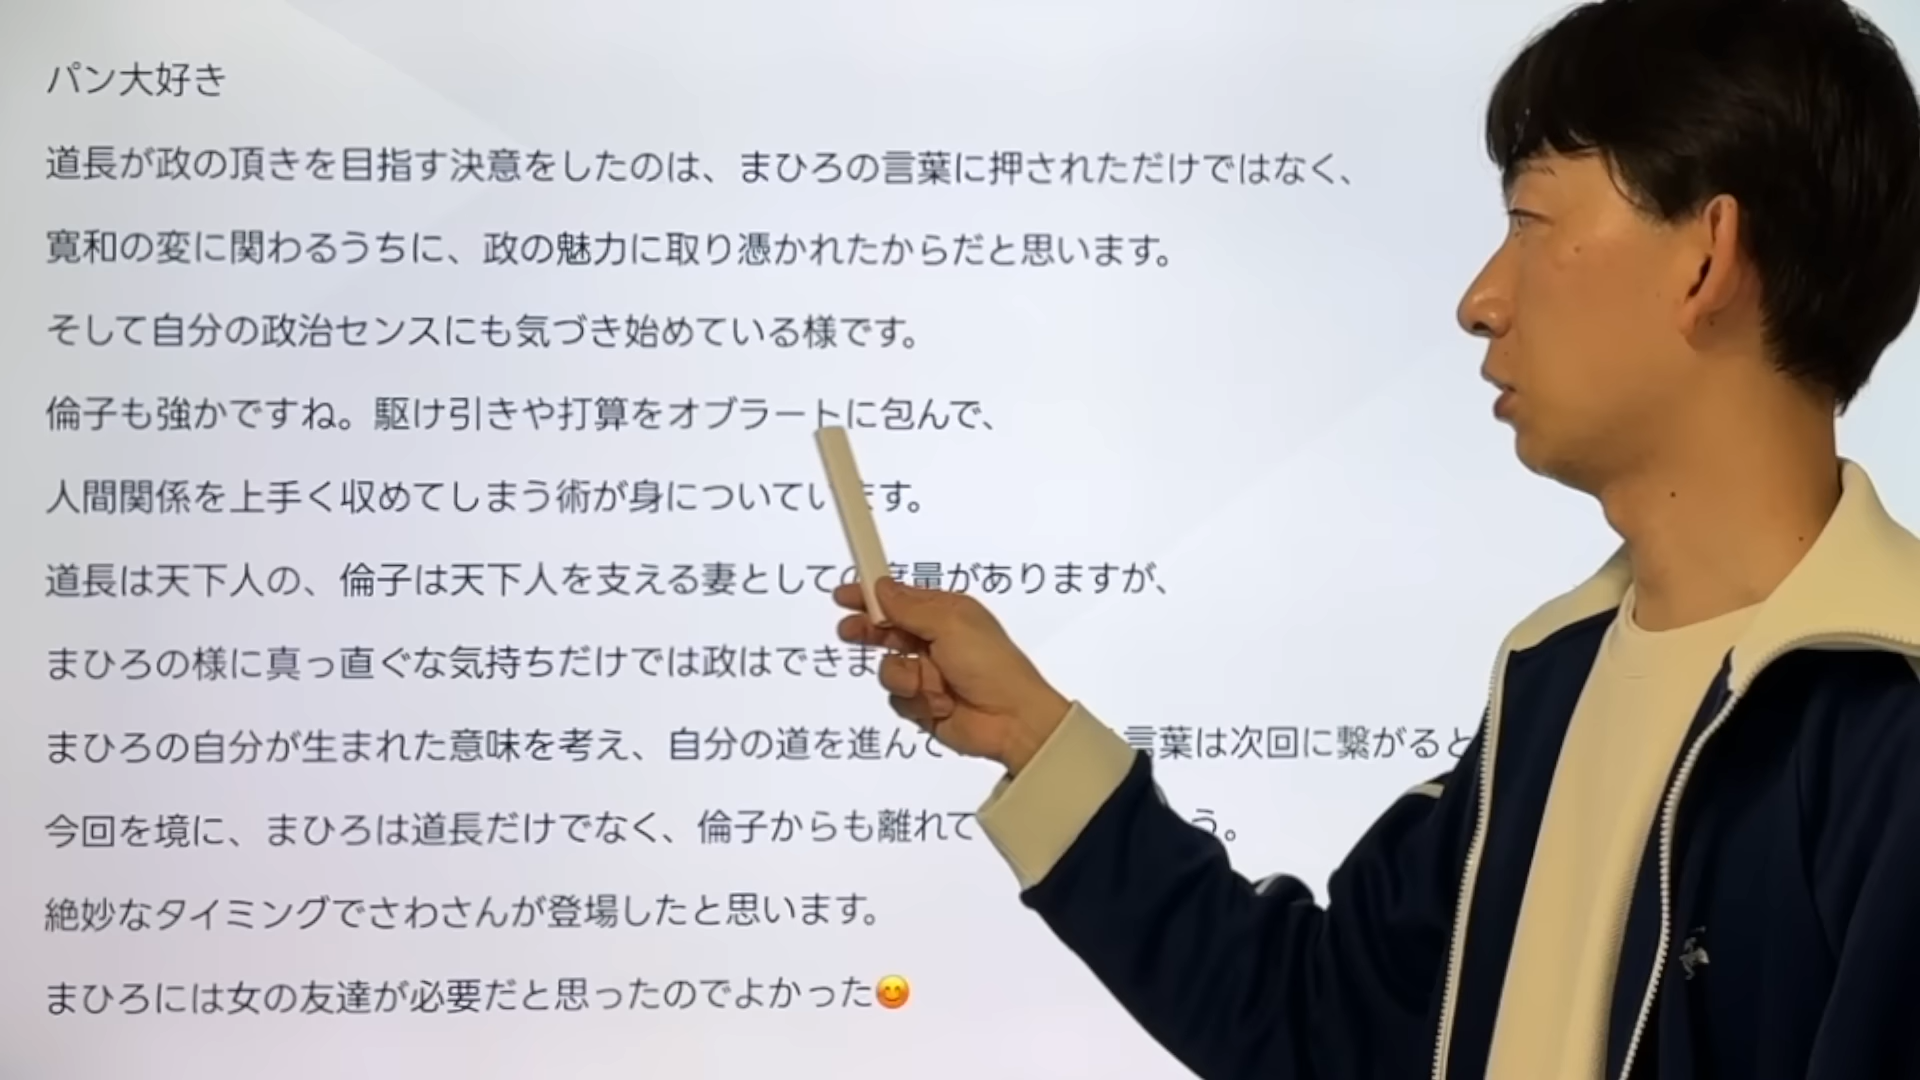 パン大好き
道長が政の頂きを目指す決意をしたのは、まひろの言葉に押されただけではなく、
寛和の変に関わるうちに、政の魅力に取り憑かれたからだと思います。
そして自分の政治センスにも気づき始めている様です。
倫子も強かですね。駆け引きや打算をオブラートに包んで、
人間関係を上手く収めてしまう術が身についてい す。
道長は天下人の、倫子は天下人を支える妻として 度量がありますが、
まひろの様に真っ直ぐな気持ちだけでは政はできま
まひろの自分が生まれた意味を考え、自分の道を進んで 言葉は次回に繋がると
今回を境に、まひろは道長だけでなく、倫子からも離れて う。
絶妙なタイミングでさわさんが登場したと思います。
まひろには女の友達が必要だと思ったのでよかった😊